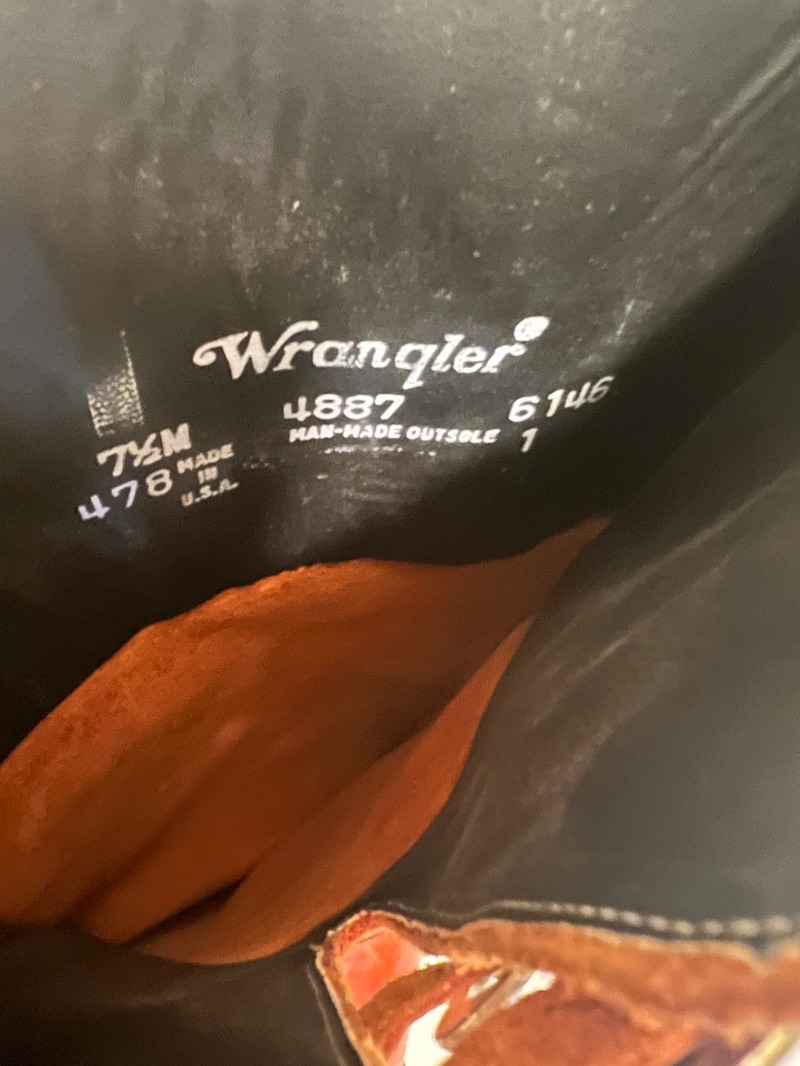 Wrangler®
4887 6146
MAN-MADE OUTSOLE 1
7½M
478 MADE
IN
U.S.A.